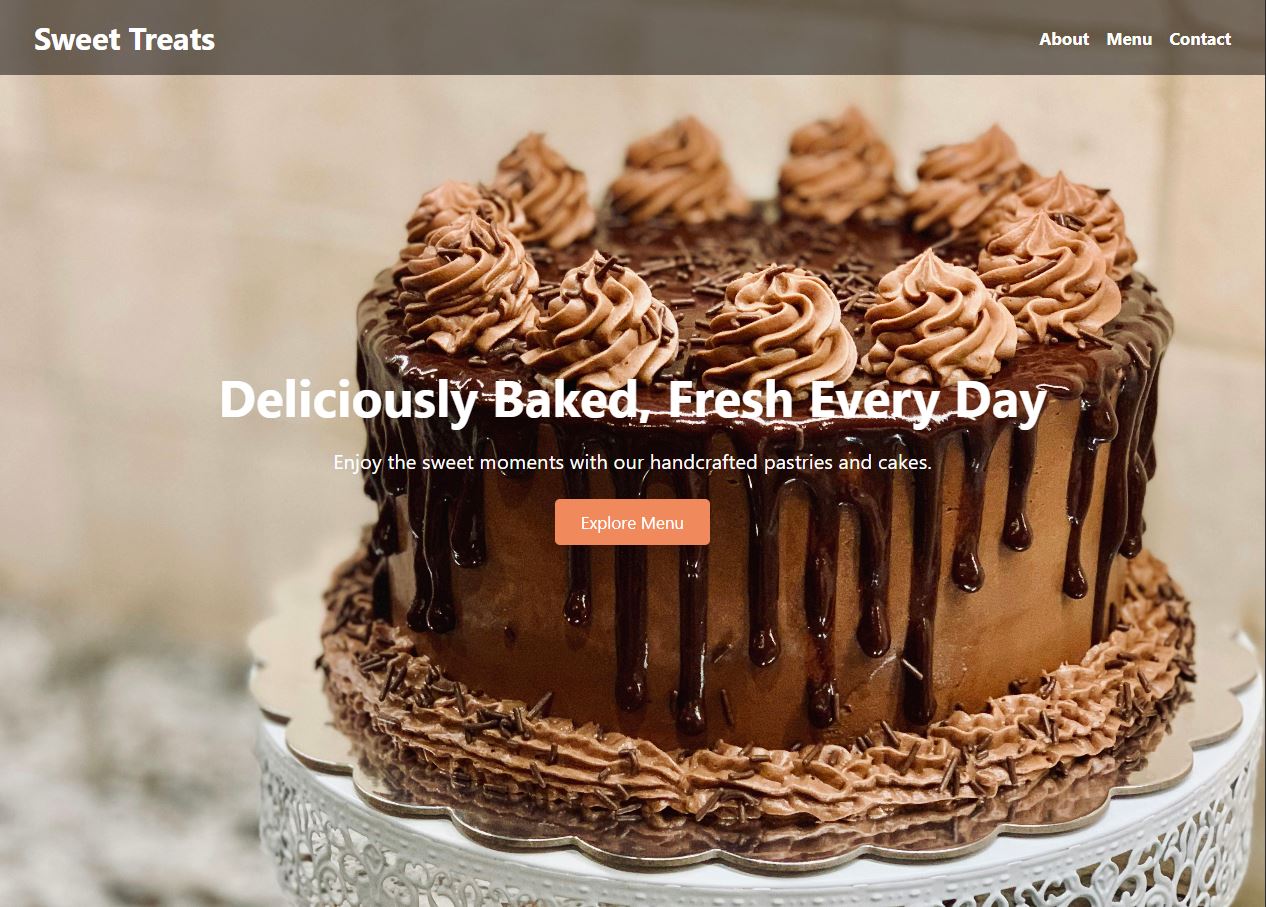 Sweet Treats
About Menu Contact
Deliciously Baked, Fresh Every Day
Enjoy the sweet moments with our handcrafted pastries and cakes.
Explore Menu